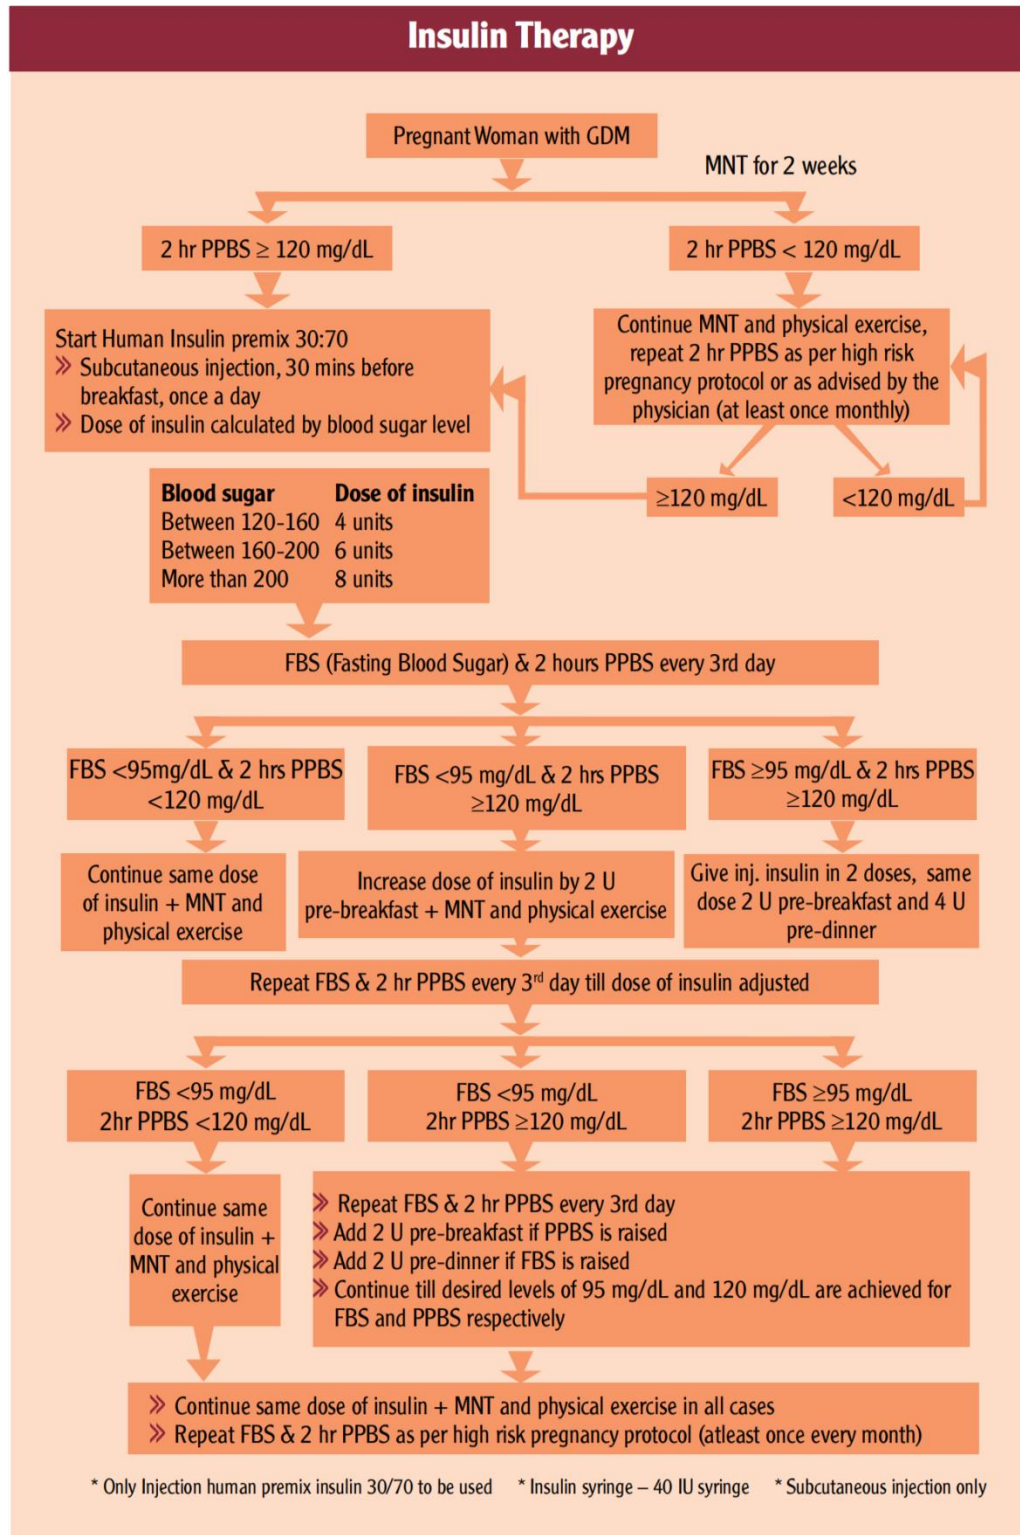 Insulin Therapy
Pregnant Woman with GDM
MNT for 2 weeks
2 hr PPBS ≥ 120 mg/dL
2 hr PPBS < 120 mg/dL
Start Human Insulin premix 30:70
» Subcutaneous injection, 30 mins before
breakfast, once a day
» Dose of insulin calculated by blood sugar level
Continue MNT and physical exercise,
repeat 2 hr PPBS as per high risk
pregnancy protocol or as advised by the
physician (at least once monthly)
≥120 mg/dL
<120 mg/dL
Blood sugar Dose of insulin
Between 120-160 4 units
Between 160-200 6 units
More than 200 8 units
FBS (Fasting Blood Sugar) & 2 hours PPBS every 3rd day
FBS <95mg/dL & 2 hrs PPBS
<120 mg/dL
FBS <95 mg/dL & 2 hrs PPBS
≥120 mg/dL
FBS ≥95 mg/dL & 2 hrs PPBS
≥120 mg/dL
Continue same dose
of insulin + MNT and
physical exercise
Increase dose of insulin by 2 U
pre-breakfast + MNT and physical exercise
Give inj. insulin in 2 doses, same
dose 2 U pre-breakfast and 4 U
pre-dinner
Repeat FBS & 2 hr PPBS every 3rd day till dose of insulin adjusted
FBS <95 mg/dL
2hr PPBS <120 mg/dL
FBS <95 mg/dL
2hr PPBS ≥120 mg/dL
FBS ≥95 mg/dL
2hr PPBS ≥120 mg/dL
Continue same
dose of insulin +
MNT and physical
exercise
» Repeat FBS & 2 hr PPBS every 3rd day
» Add 2 U pre-breakfast if PPBS is raised
» Add 2 U pre-dinner if FBS is raised
» Continue till desired levels of 95 mg/dL and 120 mg/dL are achieved for
FBS and PPBS respectively
» Continue same dose of insulin + MNT and physical exercise in all cases
» Repeat FBS & 2 hr PPBS as per high risk pregnancy protocol (atleast once every month)
* Only Injection human premix insulin 30/70 to be used * Insulin syringe – 40 IU syringe * Subcutaneous injection only